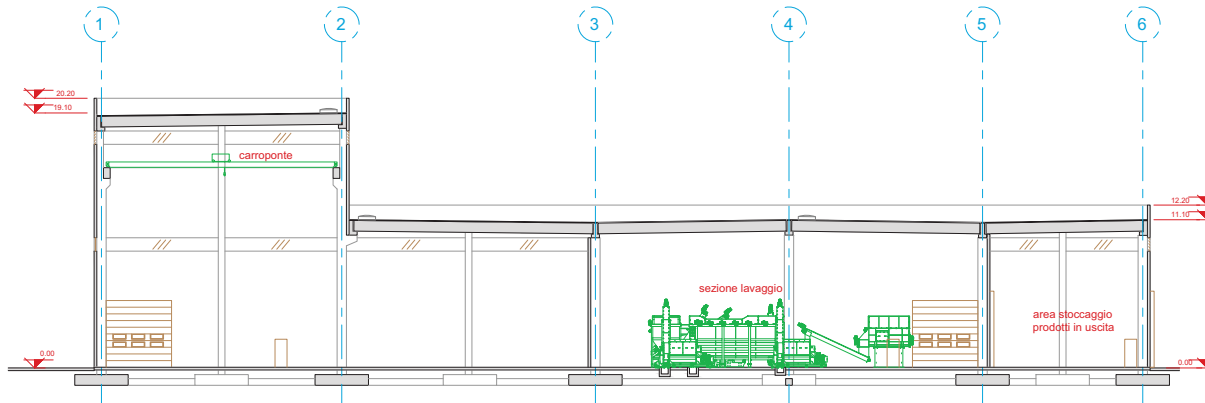 1 2 3 4 5 6
20.20
19.10
carroponte
12.20
11.10
sezione lavaggio
area stoccaggio
prodotti in uscita
0.00
0.00